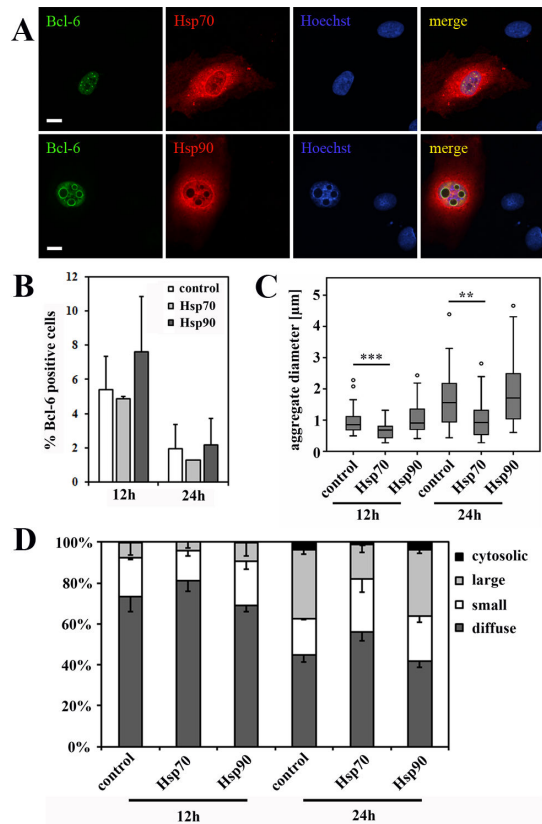 A
Bcl-6 Hsp70 Hoechst merge
Bcl-6 Hsp90 Hoechst merge
B
% Bcl-6 positive cells
12
10
8
6
4
2
0
control
Hsp70
Hsp90
12h 24h
C
aggregate diameter [µm]
5
4
3
2
1
0
*** **
control Hsp70 Hsp90 control Hsp70 Hsp90
12h 24h
D
100%
80%
60%
40%
20%
0%
cytosolic
large
small
diffuse
control Hsp70 Hsp90 control Hsp70 Hsp90
12h 24h